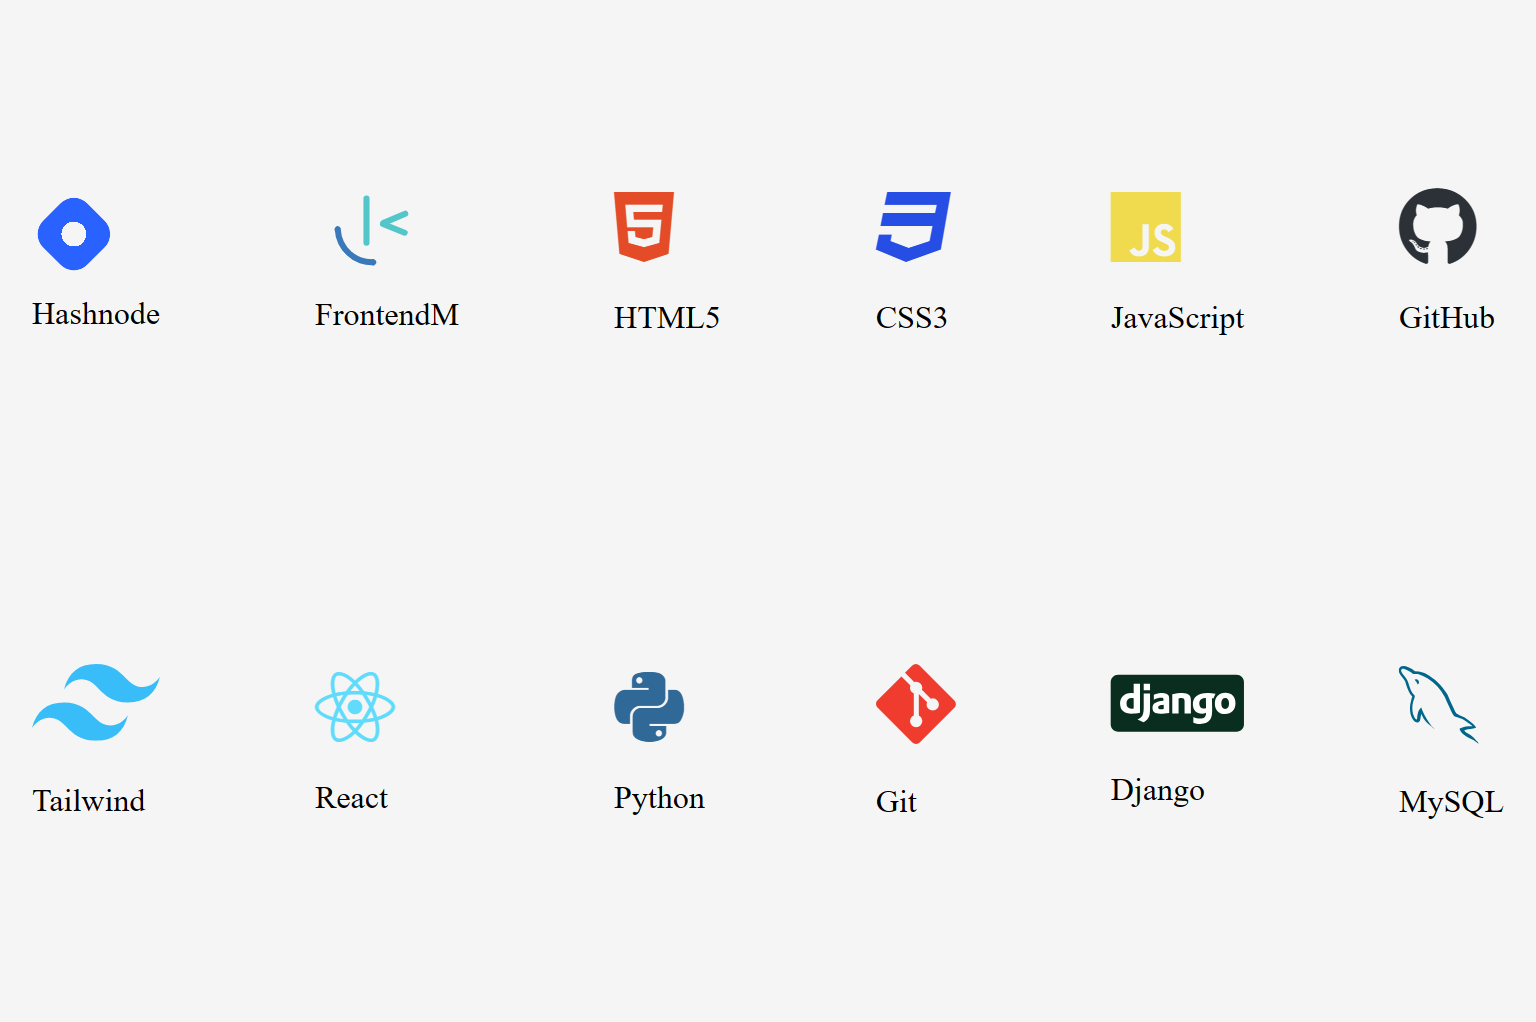 JS
Hashnode
FrontendM
HTML5
CSS3
JavaScript
GitHub
django
Tailwind
React
Python
Git
Django
MySQL